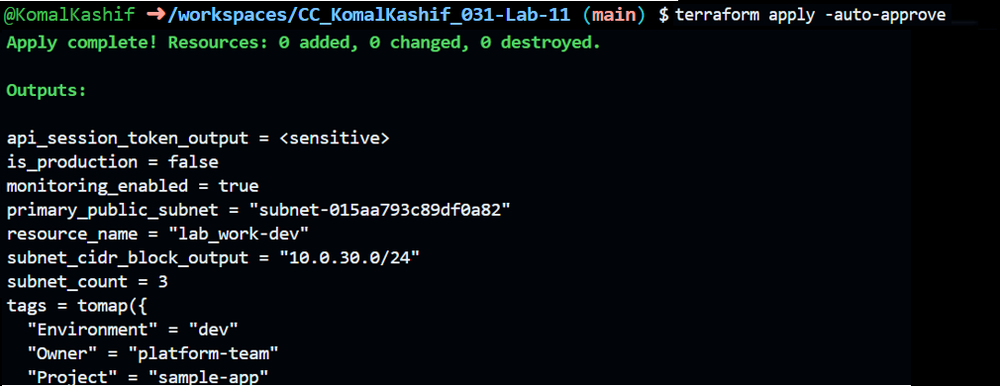 @KomalKashif ➜/workspaces/CC_KomalKashif_031-Lab-11 (main) $ terraform apply -auto-approve
Apply complete! Resources: 0 added, 0 changed, 0 destroyed.
Outputs:
api_session_token_output = <sensitive>
is_production = false
monitoring_enabled = true
primary_public_subnet = "subnet-015aa793c89df0a82"
resource_name = "lab_work-dev"
subnet_cidr_block_output = "10.0.30.0/24"
subnet_count = 3
tags = tomap({
  "Environment" = "dev"
  "Owner" = "platform-team"
  "Project" = "sample-app"